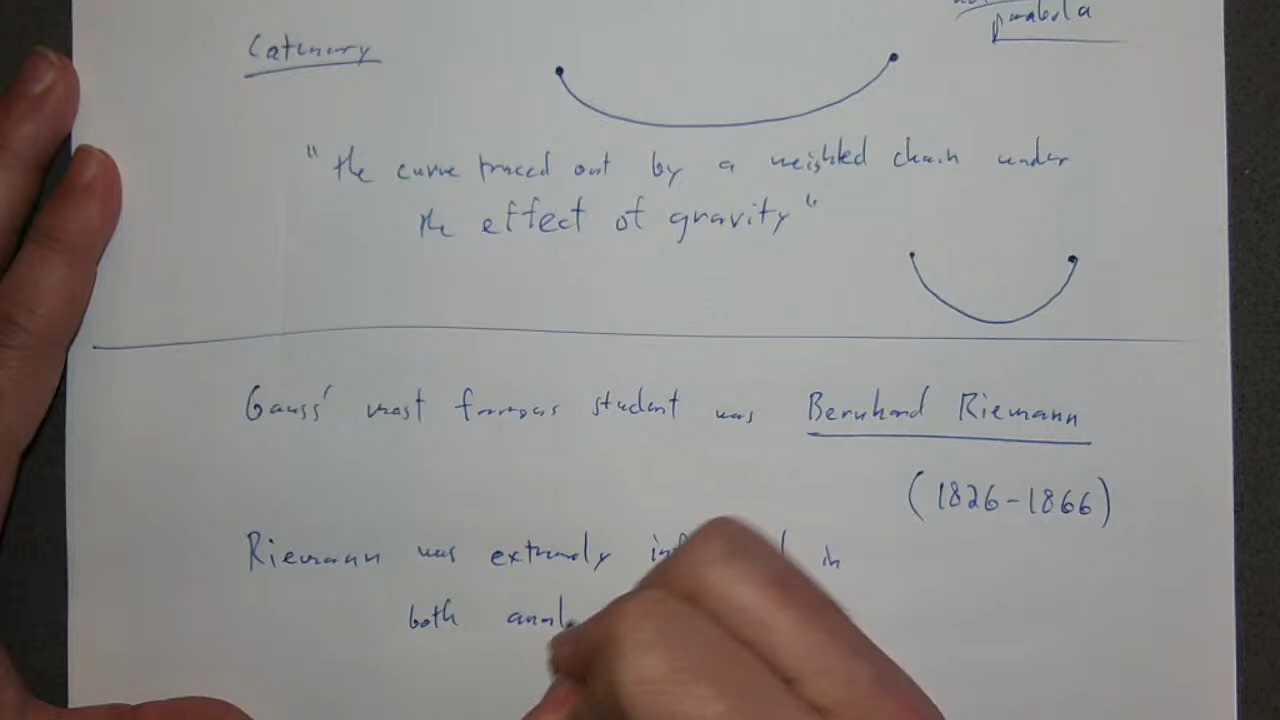 parabola
Catenary
"the curve traced out by a weighted chain under
the effect of gravity"
Gauss' most famous student was Bernhard Riemann
(1826-1866)
Riemann was extremely in
both anal